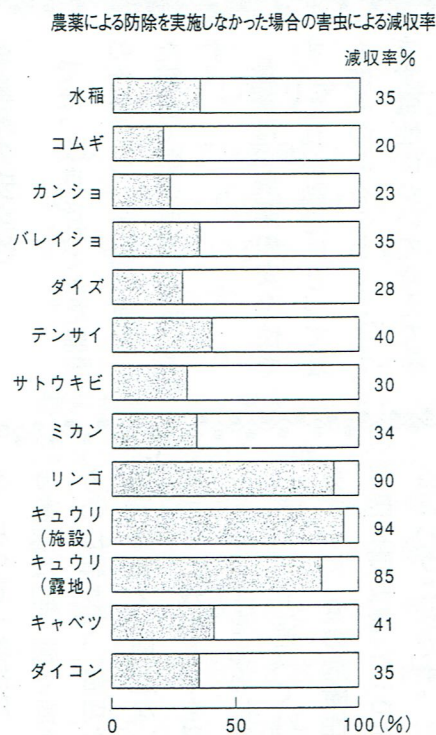 農薬による防除を実施しなかった場合の害虫による減収率
減収率%
水稲 35
コムギ 20
カンショ 23
バレイショ 35
ダイズ 28
テンサイ 40
サトウキビ 30
ミカン 34
リンゴ 90
キュウリ
(施設) 94
キュウリ
(露地) 85
キャベツ 41
ダイコン 35
0 50 100(%)